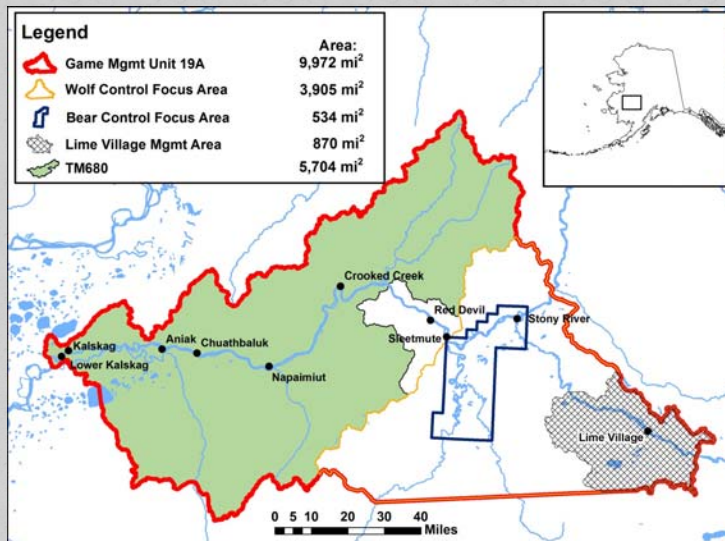 Legend
Area:
Game Mgmt Unit 19A 9,972 mi²
Wolf Control Focus Area 3,905 mi²
Bear Control Focus Area 534 mi²
Lime Village Mgmt Area 870 mi²
TM680 5,704 mi²
Crooked Creek
Red Devil
Stony River
Sleetmute
Kalskag
Aniak
Chuathbaluk
Lower Kalskag
Napaimiut
Lime Village
0 5 10 20 30 40
Miles